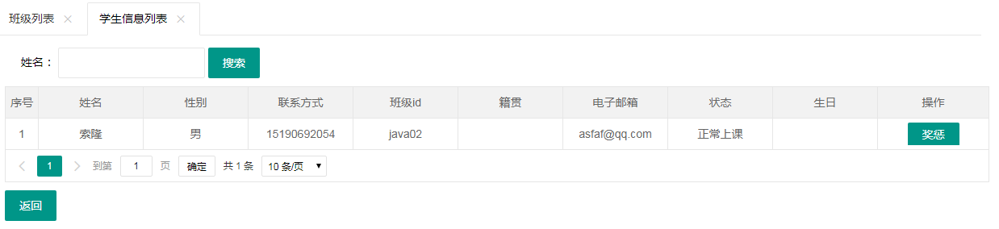 班级列表 学生信息列表
姓名： 搜索
序号 姓名 性别 联系方式 班级id 籍贯 电子邮箱 状态 生日 操作
1 索隆 男 15190692054 java02 asfaf@qq.com 正常上课 奖惩
1 到第 1 页 确定 共 1 条 10 条/页
返回